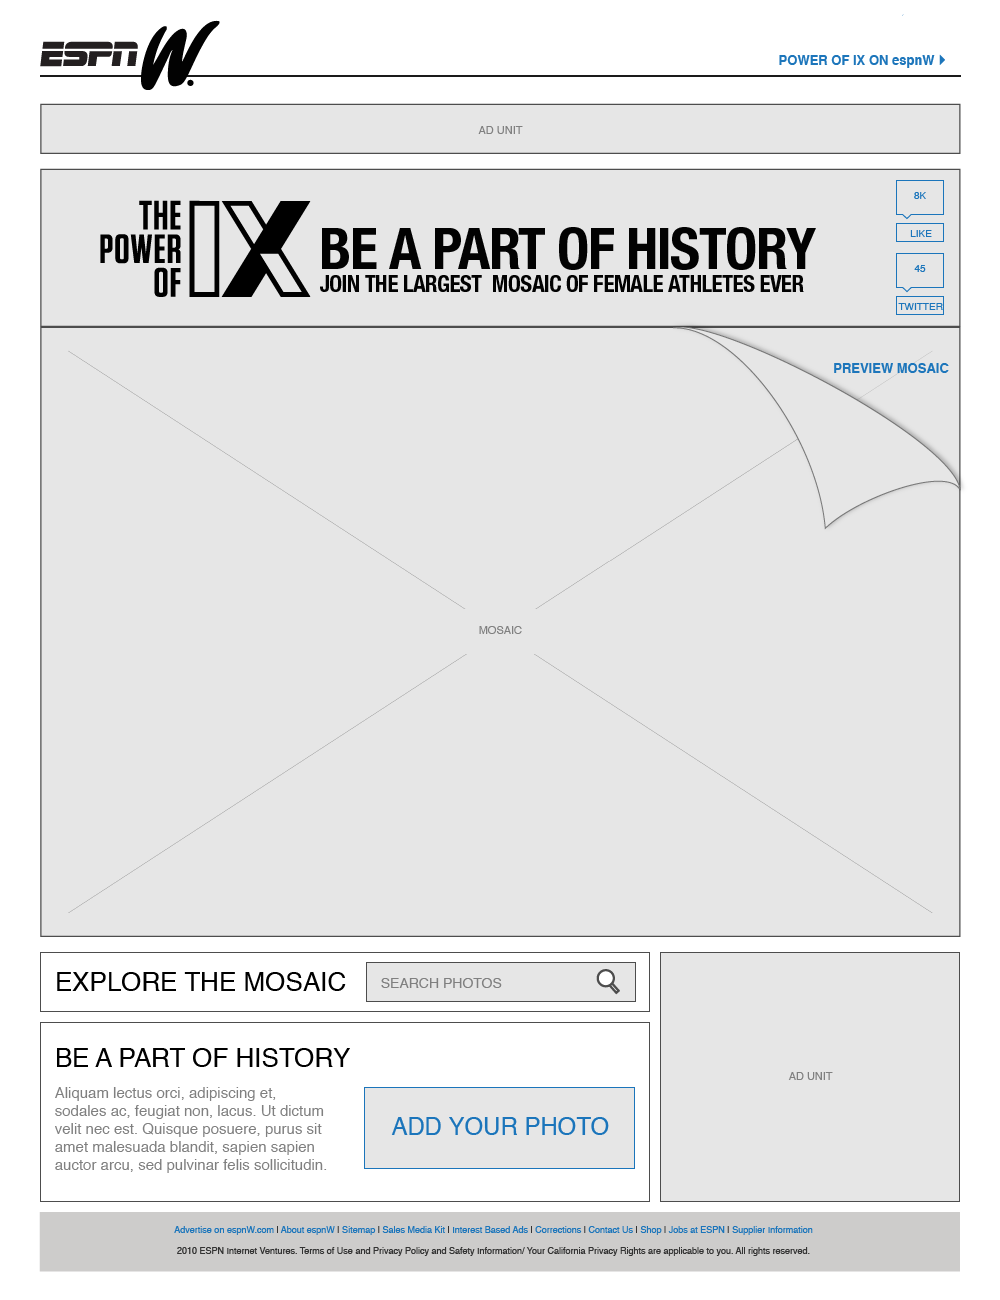 ESPN W.
POWER OF IX ON espnW
AD UNIT
THE
POWER
OF
IX
BE A PART OF HISTORY
JOIN THE LARGEST MOSAIC OF FEMALE ATHLETES EVER
8K
LIKE
45
TWITTER
PREVIEW MOSAIC
MOSAIC
EXPLORE THE MOSAIC
SEARCH PHOTOS
BE A PART OF HISTORY
Aliquam lectus orci, adipiscing et,
sodales ac, feugiat non, lacus. Ut dictum
velit nec est. Quisque posuere, purus sit
amet malesuada blandit, sapien sapien
auctor arcu, sed pulvinar felis sollicitudin.
ADD YOUR PHOTO
AD UNIT
Advertise on espnW.com | About espnW | Sitemap | Sales Media Kit | Interest Based Ads | Corrections | Contact Us | Shop | Jobs at ESPN | Supplier Information
2010 ESPN Internet Ventures. Terms of Use and Privacy Policy and Safety Information/ Your California Privacy Rights are applicable to you. All rights reserved.